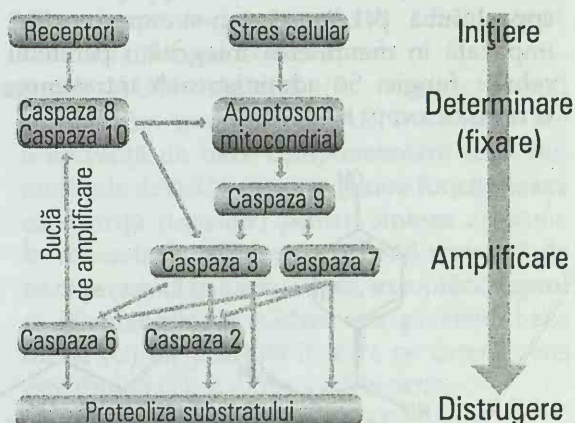 Receptori
Stres celular
Inițiere
Caspaza 8
Caspaza 10
Apoptosom
mitocondrial
Determinare
(fixare)
Caspaza 9
Buclă
de amplificare
Caspaza 3
Caspaza 7
Amplificare
Caspaza 6
Caspaza 2
Proteoliza substratului
Distrugere